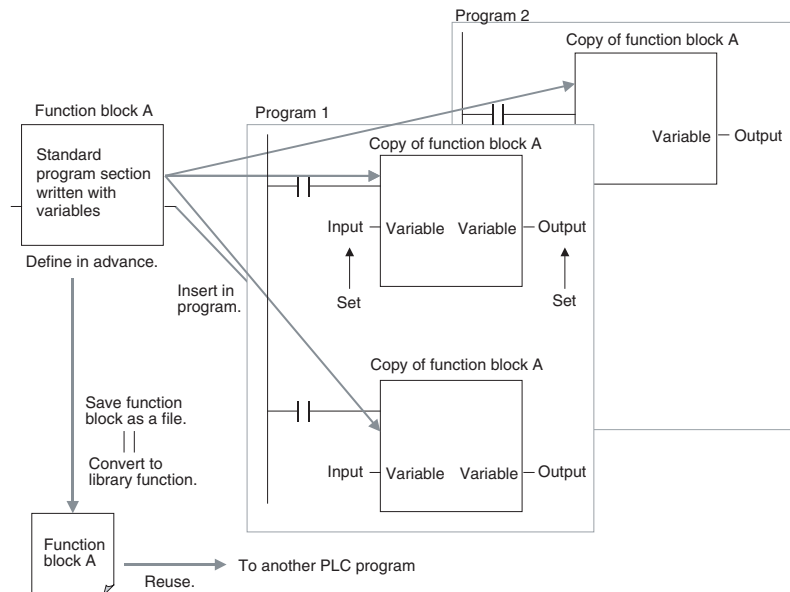 Program 2
Copy of function block A
Variable
Output
Function block A
Standard
program section
written with
variables
Define in advance.
Program 1
Copy of function block A
Input
Variable
Variable
Output
Set
Set
Insert in
program.
Copy of function block A
Input
Variable
Variable
Output
Save function
block as a file.
Convert to
library function.
Function
block A
Reuse.
To another PLC program